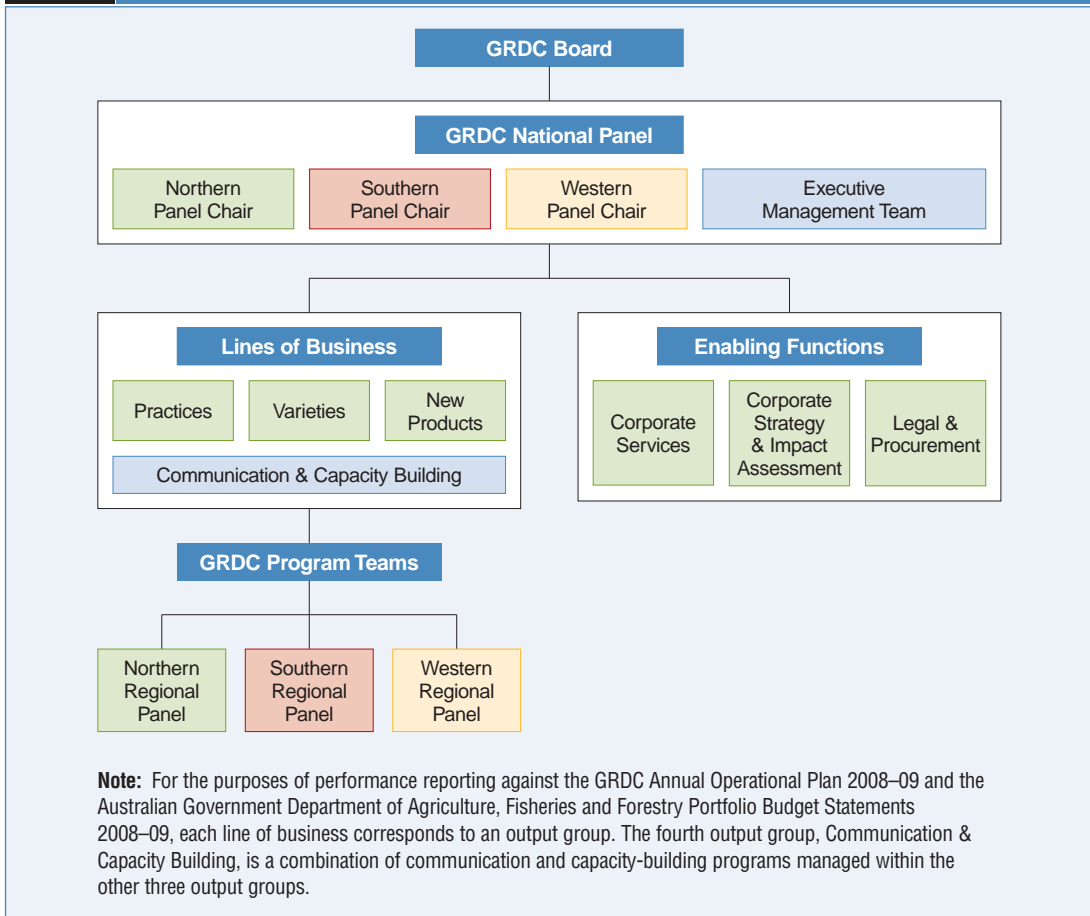 GRDC Board
GRDC National Panel
Northern
Panel Chair
Southern
Panel Chair
Western
Panel Chair
Executive
Management Team
Lines of Business
Practices
Varieties
New
Products
Communication & Capacity Building
Enabling Functions
Corporate
Services
Corporate
Strategy
& Impact
Assessment
Legal &
Procurement
GRDC Program Teams
Northern
Regional
Panel
Southern
Regional
Panel
Western
Regional
Panel
Note: For the purposes of performance reporting against the GRDC Annual Operational Plan 2008–09 and the
Australian Government Department of Agriculture, Fisheries and Forestry Portfolio Budget Statements
2008–09, each line of business corresponds to an output group. The fourth output group, Communication &
Capacity Building, is a combination of communication and capacity-building programs managed within the
other three output groups.